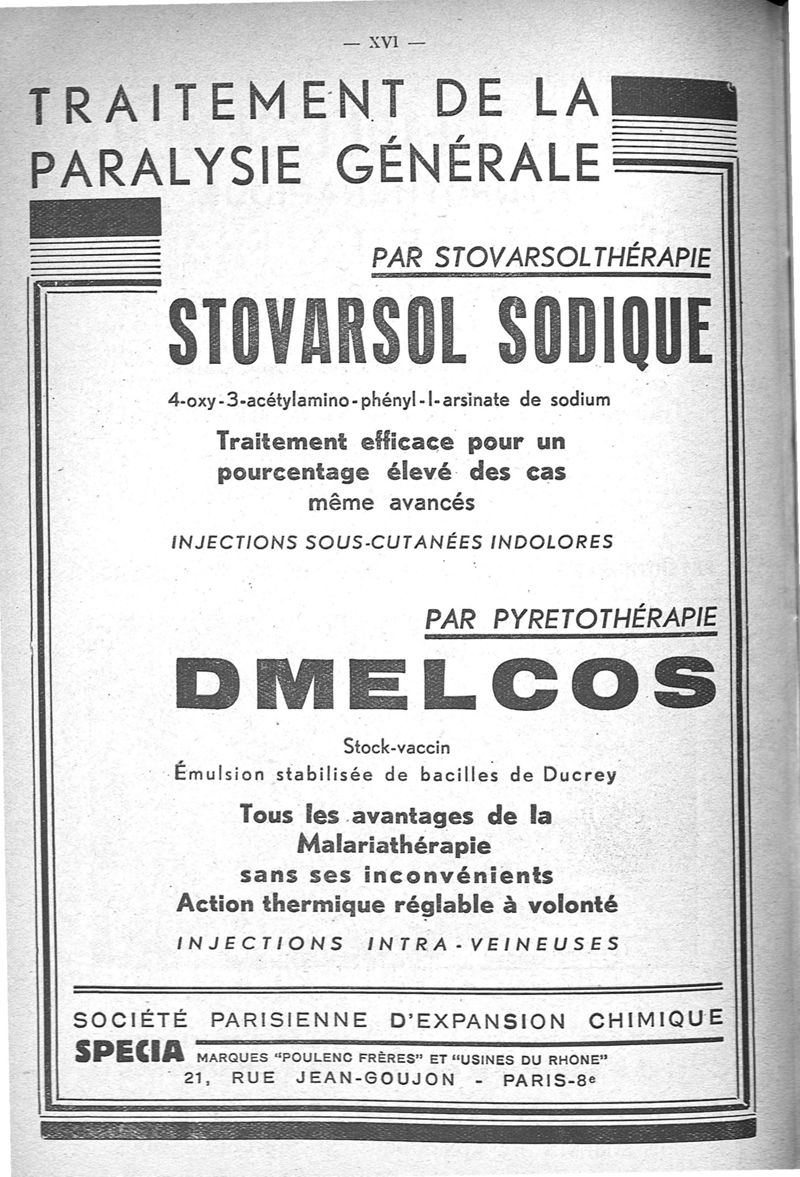 — XVI —
TRAITEMENT DE LA
PARALYSIE GÉNÉRALE
PAR STOVARSOLTHÉRAPIE
STOVARSOL SODIQUE
4-oxy-3-acétylamino-phényl-1-arsinate de sodium
Traitement efficace pour un
pourcentage élevé des cas
même avancés
INJECTIONS SOUS-CUTANÉES INDOLORES
PAR PYRETOTHÉRAPIE
DMELCOS
Stock-vaccin
Émulsion stabilisée de bacilles de Ducrey
Tous les avantages de la
Malariathérapie
sans ses inconvénients
Action thermique réglable à volonté
INJECTIONS INTRA-VEINEUSES
SOCIÉTÉ PARISIENNE D'EXPANSION CHIMIQUE
SPECIA MARQUES "POULENC FRÈRES" ET "USINES DU RHONE"
21, RUE JEAN-GOUJON - PARIS-8e